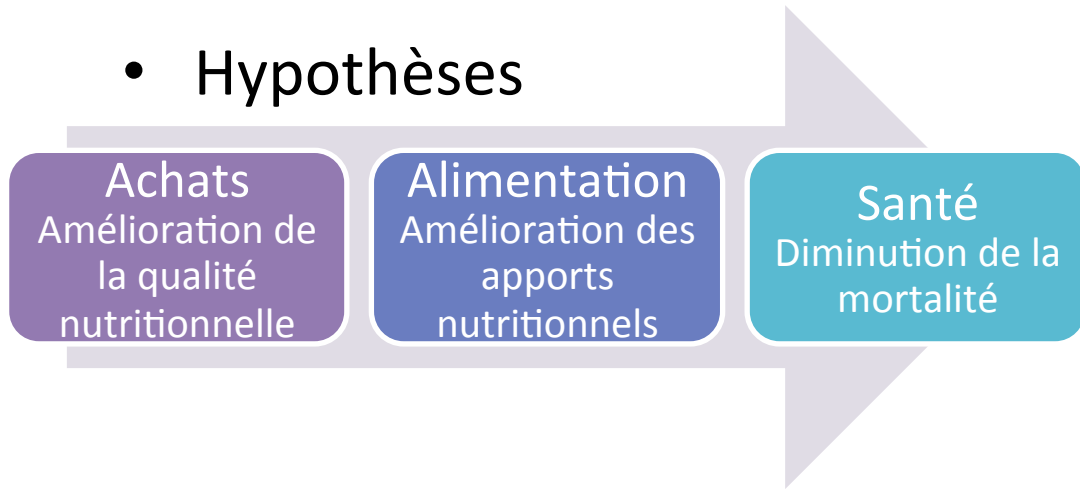 • Hypothèses
Achats
Amélioration de
la qualité
nutritionnelle
Alimentation
Amélioration des
apports
nutritionnels
Santé
Diminution de la
mortalité